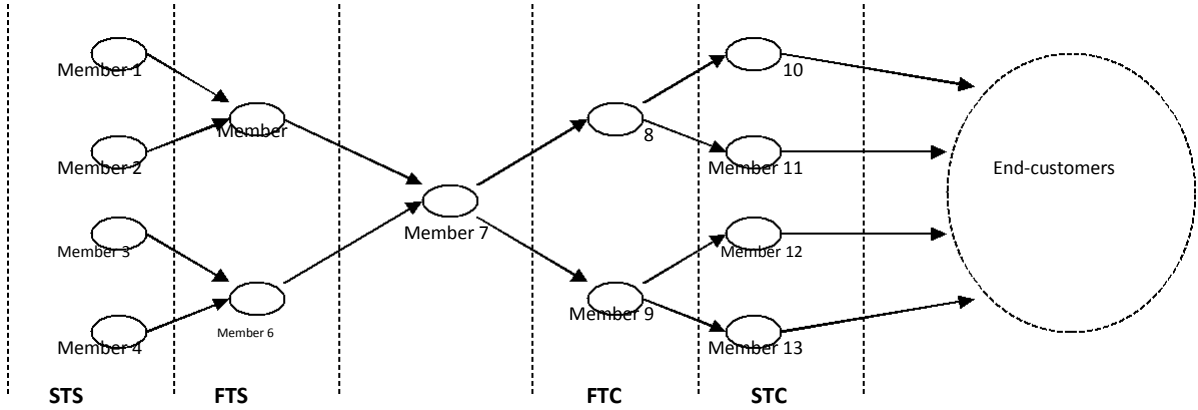 Member 1
10
Member
8
Member 2
Member 11
End-customers
Member 7
Member 3
Member 12
Member 9
Member 6
Member 4
Member 13
STS
FTS
FTC
STC